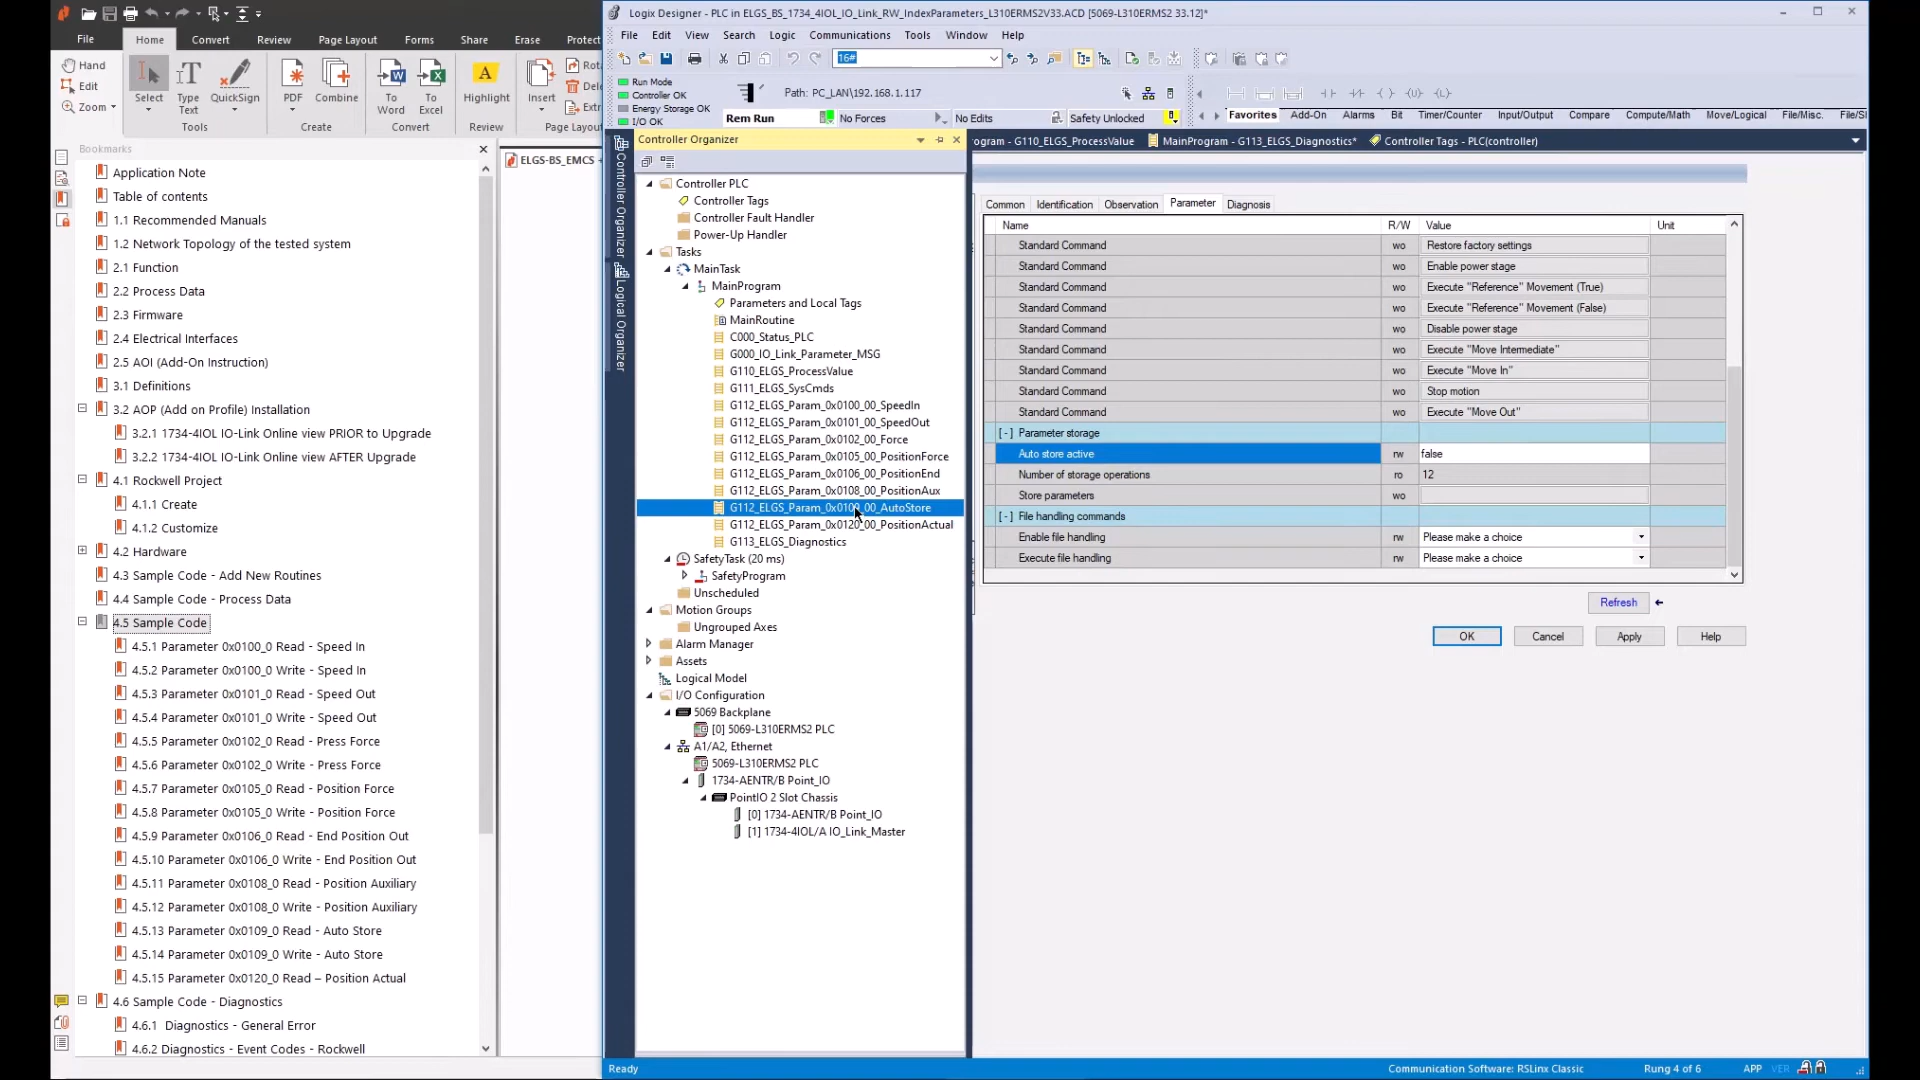 Logix Designer - PLC in ELGS_BS_1734_4IOL_IO_Link_RW_IndexParameters_L310ERMS2V33.ACD [5069-L310ERMS2 33.12]*
File Home Convert Review Page Layout Forms Share Erase Protect
File Edit View Search Logic Communications Tools Window Help
Hand
Edit
Zoom
Select
Type
Text
QuickSign
PDF
Combine
To
Word
To
Excel
Highlight
Insert
Rot
Del
Extr
Tools Create Convert Review Page Layou
16#
Run Mode
Controller OK
Energy Storage OK
I/O OK
Path: PC_LAN\192.168.1.117
Rem Run No Forces No Edits Safety Unlocked
Favorites Add-On Alarms Bit Timer/Counter Input/Output Compare Compute/Math Move/Logical File/Misc. File/Sl
Bookmarks
Application Note
Table of contents
1.1 Recommended Manuals
1.2 Network Topology of the tested system
2.1 Function
2.2 Process Data
2.3 Firmware
2.4 Electrical Interfaces
2.5 AOI (Add-On Instruction)
3.1 Definitions
3.2 AOP (Add on Profile) Installation
3.2.1 1734-4IOL IO-Link Online view PRIOR to Upgrade
3.2.2 1734-4IOL IO-Link Online view AFTER Upgrade
4.1 Rockwell Project
4.1.1 Create
4.1.2 Customize
4.2 Hardware
4.3 Sample Code - Add New Routines
4.4 Sample Code - Process Data
4.5 Sample Code
4.5.1 Parameter 0x0100_0 Read - Speed In
4.5.2 Parameter 0x0100_0 Write - Speed In
4.5.3 Parameter 0x0101_0 Read - Speed Out
4.5.4 Parameter 0x0101_0 Write - Speed Out
4.5.5 Parameter 0x0102_0 Read - Press Force
4.5.6 Parameter 0x0102_0 Write - Press Force
4.5.7 Parameter 0x0105_0 Read - Position Force
4.5.8 Parameter 0x0105_0 Write - Position Force
4.5.9 Parameter 0x0106_0 Read - End Position Out
4.5.10 Parameter 0x0106_0 Write - End Position Out
4.5.11 Parameter 0x0108_0 Read - Position Auxiliary
4.5.12 Parameter 0x0108_0 Write - Position Auxiliary
4.5.13 Parameter 0x0109_0 Read - Auto Store
4.5.14 Parameter 0x0109_0 Write - Auto Store
4.5.15 Parameter 0x0120_0 Read – Position Actual
4.6 Sample Code - Diagnostics
4.6.1 Diagnostics - General Error
4.6.2 Diagnostics - Event Codes - Rockwell
ELGS-BS_EMCS +
Controller Organizer
Logical Organizer
Controller Organizer
Controller PLC
Controller Tags
Controller Fault Handler
Power-Up Handler
Tasks
MainTask
MainProgram
Parameters and Local Tags
MainRoutine
C000_Status_PLC
G000_IO_Link_Parameter_MSG
G110_ELGS_ProcessValue
G111_ELGS_SysCmds
G112_ELGS_Param_0x0100_00_SpeedIn
G112_ELGS_Param_0x0101_00_SpeedOut
G112_ELGS_Param_0x0102_00_Force
G112_ELGS_Param_0x0105_00_PositionForce
G112_ELGS_Param_0x0106_00_PositionEnd
G112_ELGS_Param_0x0108_00_PositionAux
G112_ELGS_Param_0x0109_00_AutoStore
G112_ELGS_Param_0x0120_00_PositionActual
G113_ELGS_Diagnostics
SafetyTask (20 ms)
SafetyProgram
Unscheduled
Motion Groups
Ungrouped Axes
Alarm Manager
Assets
Logical Model
I/O Configuration
5069 Backplane
[0] 5069-L310ERMS2 PLC
A1/A2, Ethernet
5069-L310ERMS2 PLC
1734-AENTR/B Point_IO
PointIO 2 Slot Chassis
[0] 1734-AENTR/B Point_IO
[1] 1734-4IOL/A IO_Link_Master
ogram - G110_ELGS_ProcessValue MainProgram - G113_ELGS_Diagnostics* Controller Tags - PLC(controller)
Common Identification Observation Parameter Diagnosis
Name R/W Value Unit
Standard Command wo Restore factory settings
Standard Command wo Enable power stage
Standard Command wo Execute "Reference" Movement (True)
Standard Command wo Execute "Reference" Movement (False)
Standard Command wo Disable power stage
Standard Command wo Execute "Move Intermediate"
Standard Command wo Execute "Move In"
Standard Command wo Stop motion
Standard Command wo Execute "Move Out"
[-] Parameter storage
Auto store active rw false
Number of storage operations ro 12
Store parameters wo
[-] File handling commands
Enable file handling rw Please make a choice
Execute file handling rw Please make a choice
Refresh
OK Cancel Apply Help
Ready Communication Software: RSLinx Classic Rung 4 of 6 APP VER